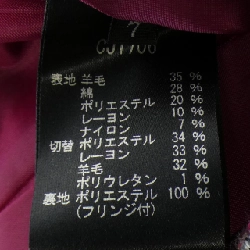 7
表地 羊毛 35 %
綿 28 %
ポリエステル 20 %
レーヨン 10 %
ナイロン 7 %
切替 ポリエステル 34 %
レーヨン 33 %
羊毛 32 %
ポリウレタン 1 %
裏地 ポリエステル 100 %
(フリンジ付)